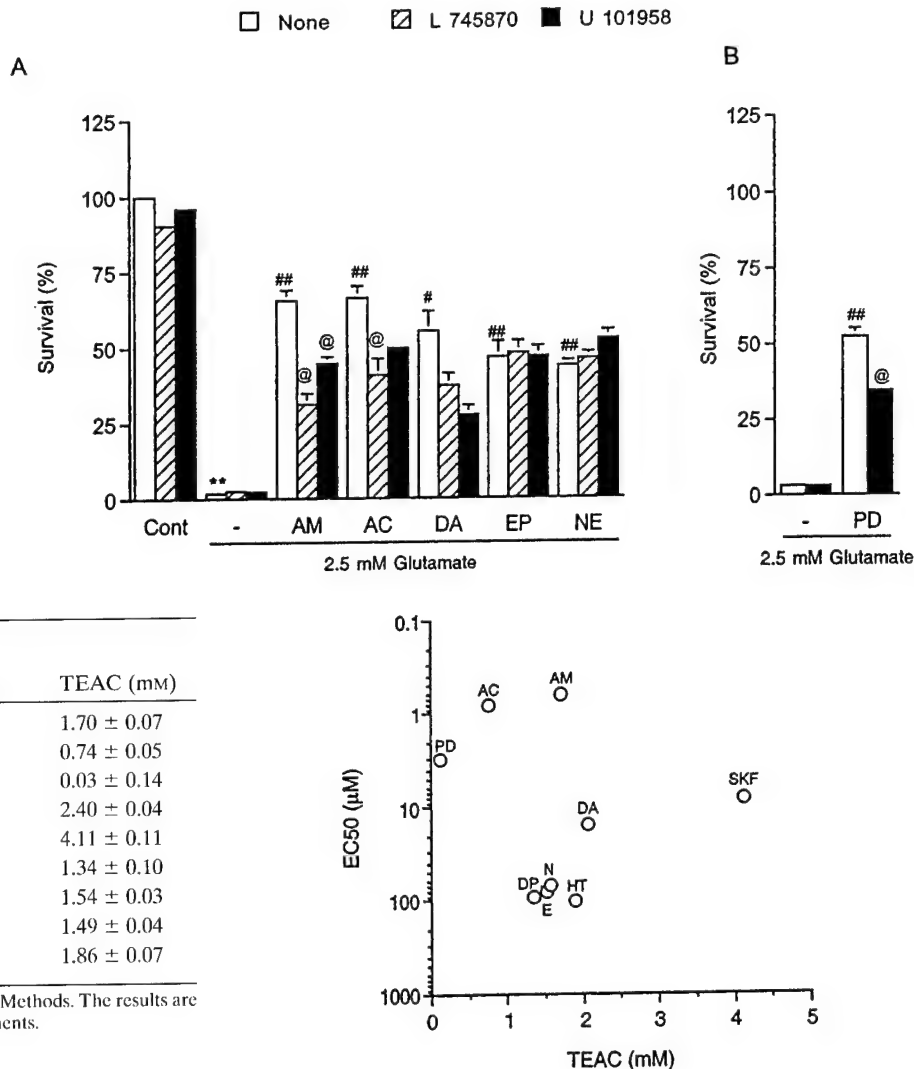 None L 745870 U 101958
A
B
125
100
75
50
25
0
Survival (%)
**
##
@
@
##
@
#
##
##
Cont - AM AC DA EP NE
2.5 mM Glutamate
125
100
75
50
25
0
Survival (%)
##
@
- PD
2.5 mM Glutamate
TEAC (mM)
1.70 ± 0.07
0.74 ± 0.05
0.03 ± 0.14
2.40 ± 0.04
4.11 ± 0.11
1.34 ± 0.10
1.54 ± 0.03
1.49 ± 0.04
1.86 ± 0.07
Methods. The results are
nents.
0.1
1
10
100
1000
EC50 (µM)
AC
AM
PD
SKF
DA
N
DP
HT
E
0 1 2 3 4 5
TEAC (mM)